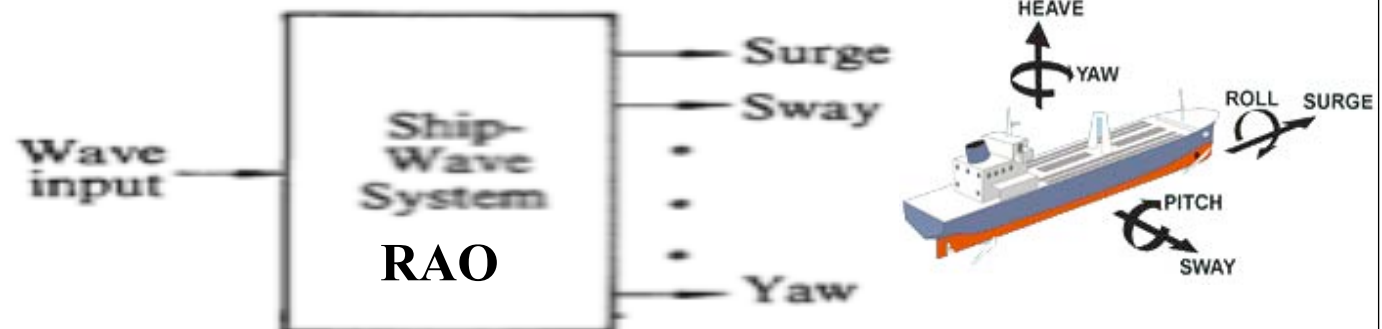 Wave
input
Ship-
Wave
System
RAO
Surge
Sway
Yaw
HEAVE
YAW
ROLL
SURGE
PITCH
SWAY